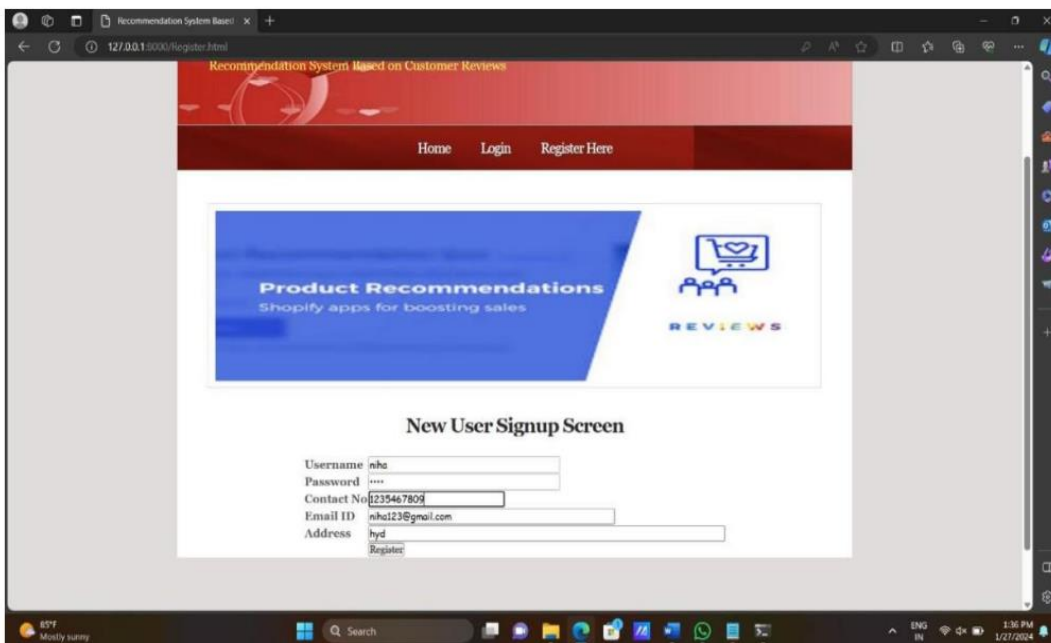 Recommendation System Based
127.0.0.1:8000/Register.html
Recommendation System Based on Customer Reviews
Home Login Register Here
Product Recommendations
Shopify apps for boosting sales
REVIEWS
New User Signup Screen
Username niha
Password ····
Contact No 1235467809
Email ID niha123@gmail.com
Address hyd
Register
85°F
Mostly sunny
Search
ENG
IN
1:36 PM
1/27/2024